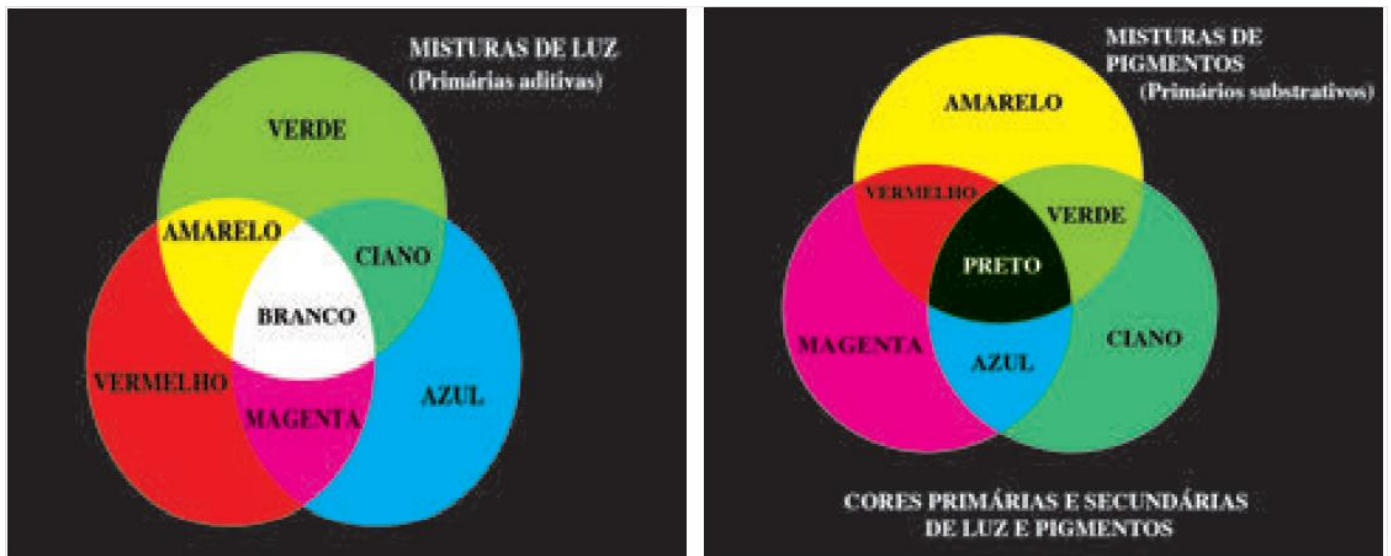 MISTURAS DE LUZ
(Primárias aditivas)
VERDE
AMARELO
CIANO
BRANCO
VERMELHO
AZUL
MAGENTA
MISTURAS DE
PIGMENTOS
(Primários substrativos)
AMARELO
VERMELHO
VERDE
PRETO
MAGENTA
CIANO
AZUL
CORES PRIMÁRIAS E SECUNDÁRIAS
DE LUZ E PIGMENTOS